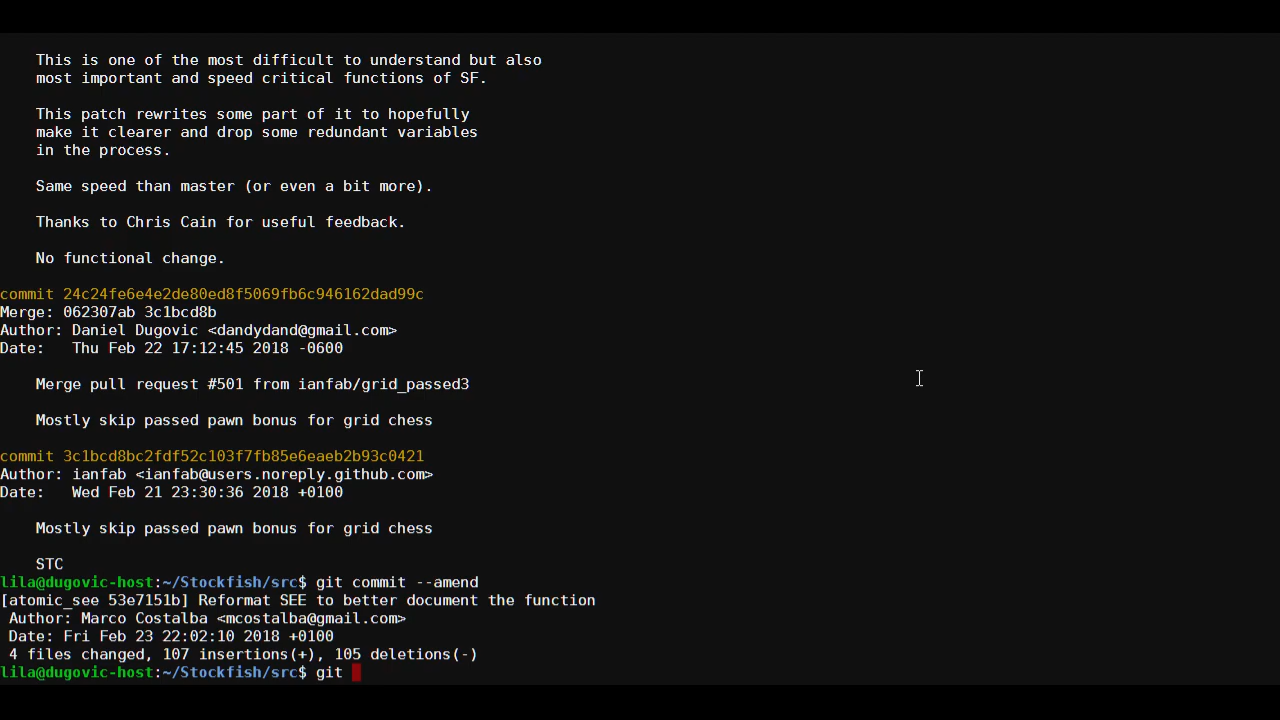 This is one of the most difficult to understand but also
most important and speed critical functions of SF.
This patch rewrites some part of it to hopefully
make it clearer and drop some redundant variables
in the process.
Same speed than master (or even a bit more).
Thanks to Chris Cain for useful feedback.
No functional change.
commit 24c24fe6e4e2de80ed8f5069fb6c946162dad99c
Merge: 062307ab 3c1bcd8b
Author: Daniel Dugovic <dandydand@gmail.com>
Date:   Thu Feb 22 17:12:45 2018 -0600
Merge pull request #501 from ianfab/grid_passed3
Mostly skip passed pawn bonus for grid chess
commit 3c1bcd8bc2fdf52c103f7fb85e6eaeb2b93c0421
Author: ianfab <ianfab@users.noreply.github.com>
Date:   Wed Feb 21 23:30:36 2018 +0100
Mostly skip passed pawn bonus for grid chess
STC
lila@dugovic-host:~/Stockfish/src$ git commit --amend
[atomic_see 53e7151b] Reformat SEE to better document the function
Author: Marco Costalba <mcostalba@gmail.com>
Date: Fri Feb 23 22:02:10 2018 +0100
4 files changed, 107 insertions(+), 105 deletions(-)
lila@dugovic-host:~/Stockfish/src$ git